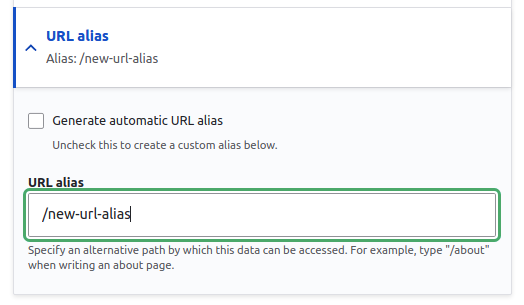 URL alias
Alias: /new-url-alias
Generate automatic URL alias
Uncheck this to create a custom alias below.
URL alias
/new-url-alias
Specify an alternative path by which this data can be accessed. For example, type "/about"
when writing an about page.